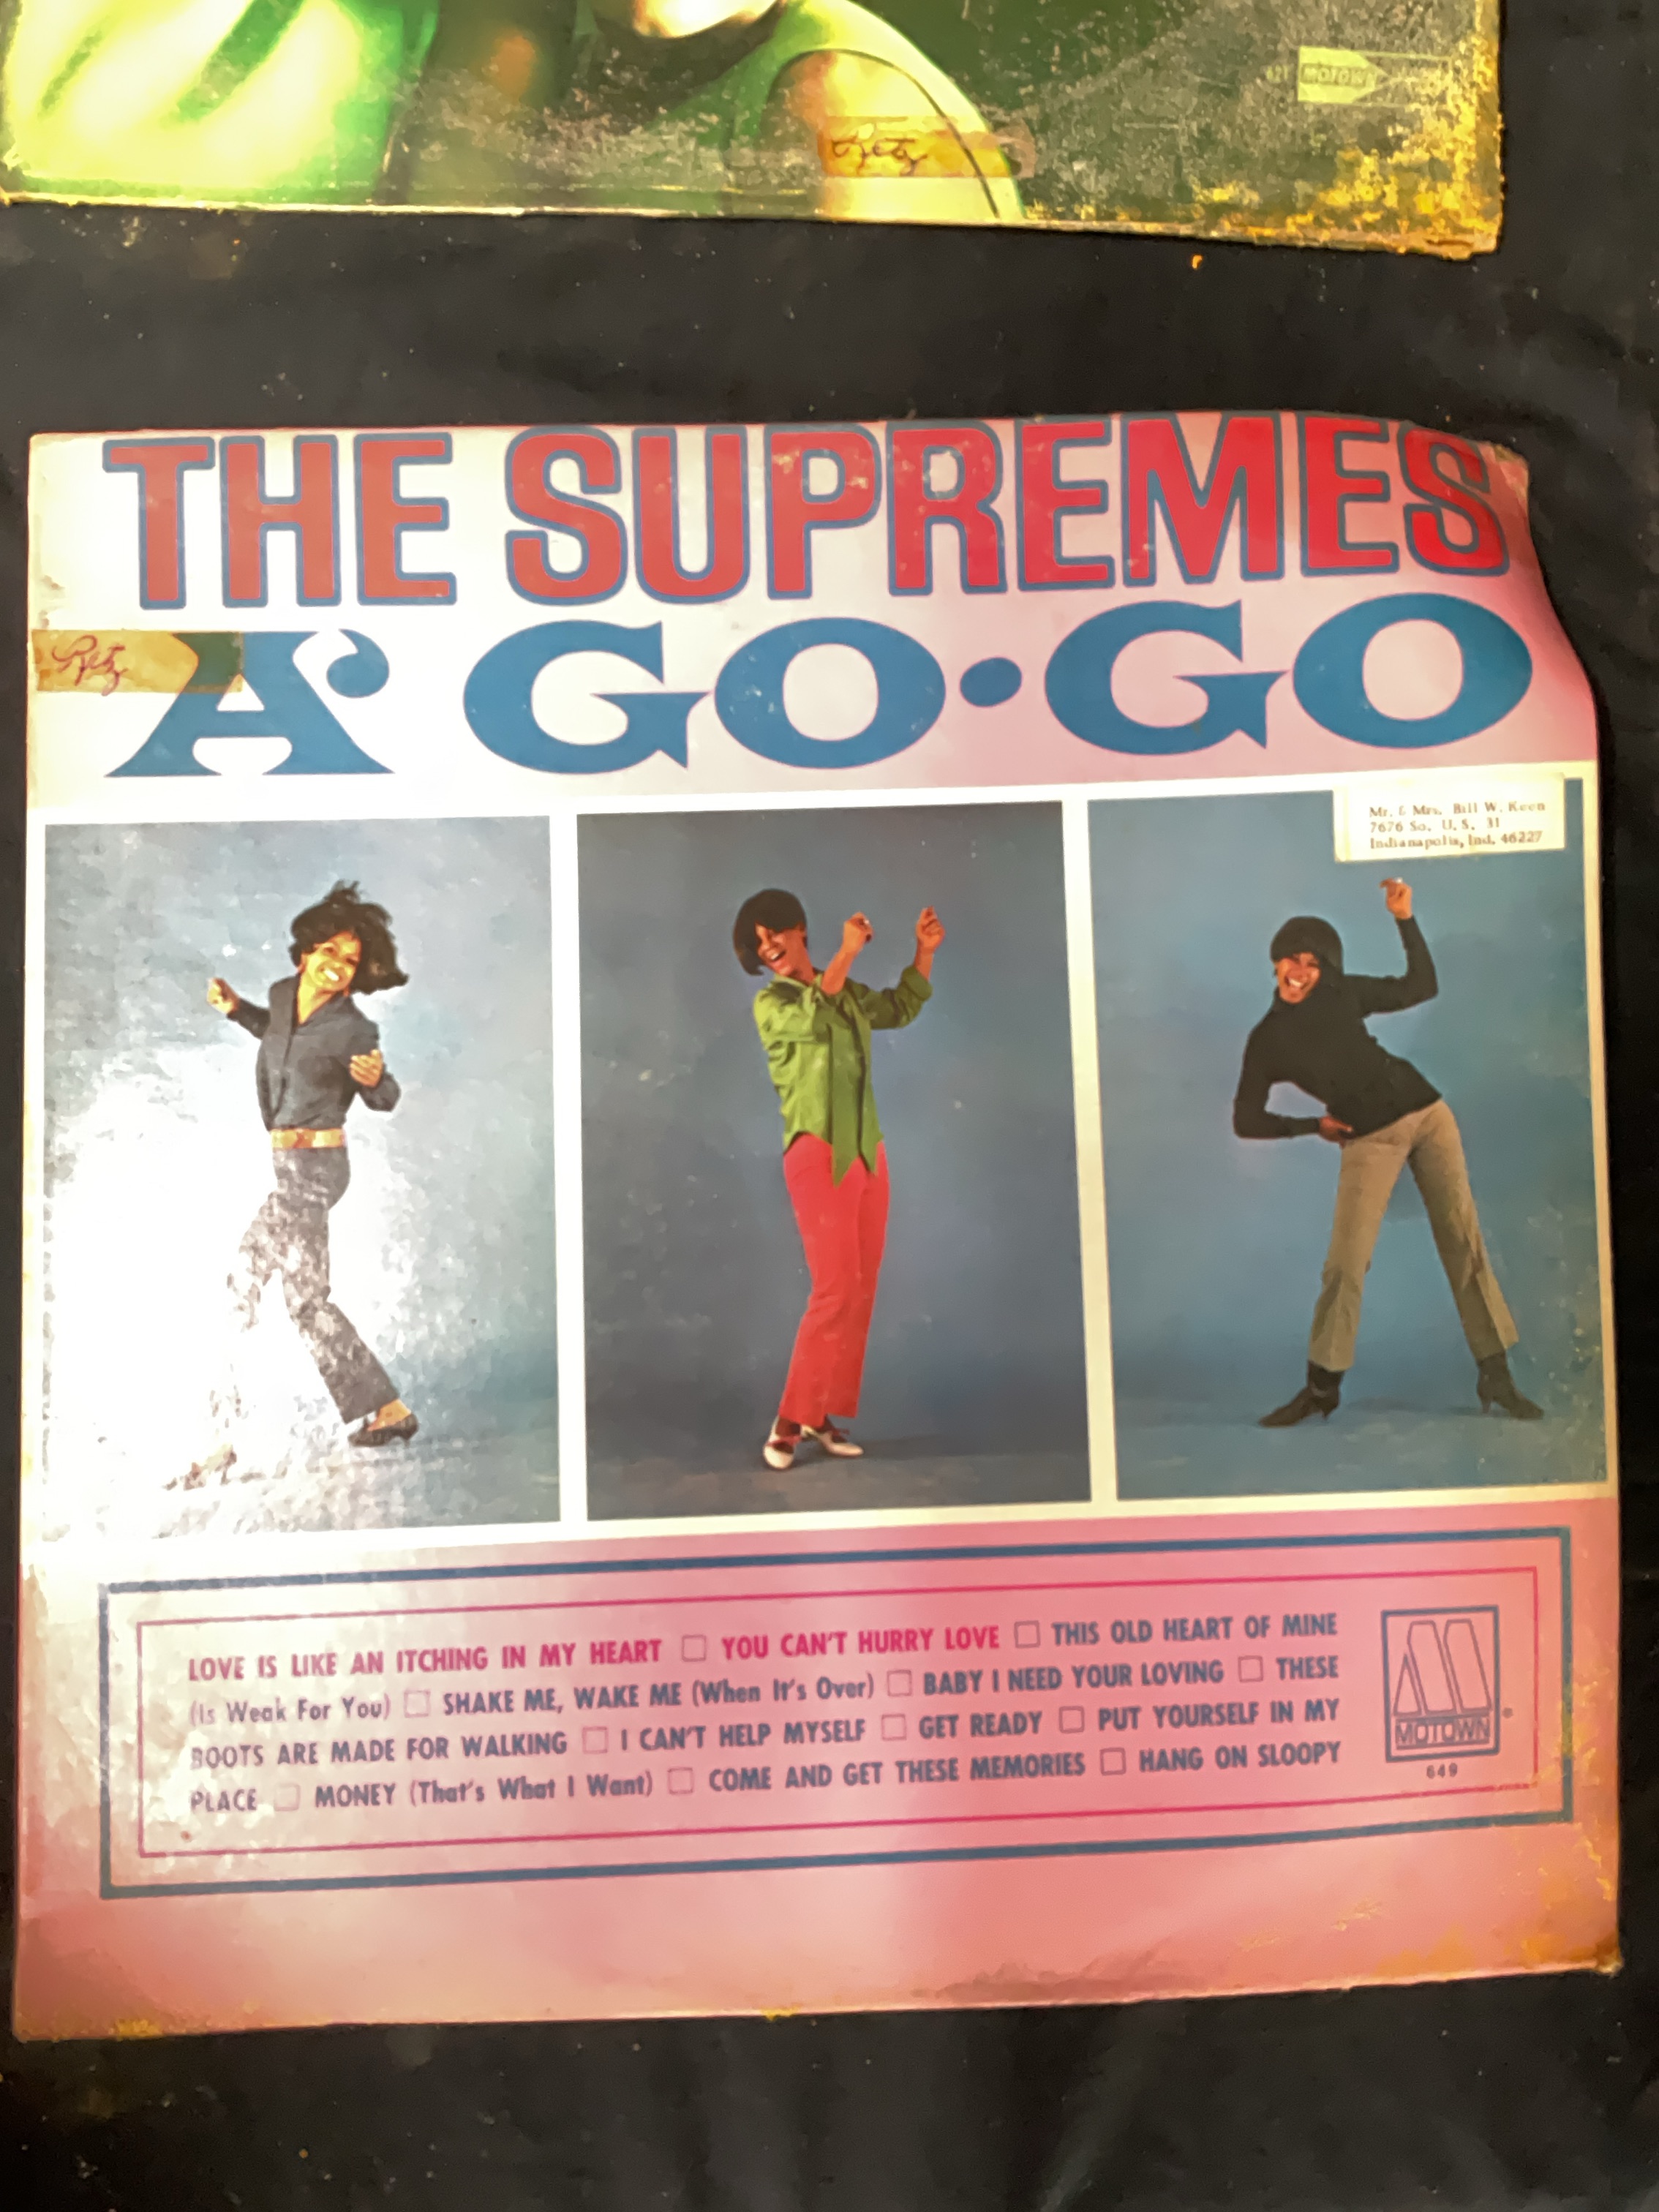 621 MOTOWN
Retz
THE SUPREMES
Retz
A' GO•GO
Mr. & Mrs. Bill W. Keen
7676 So. U.S. 31
Indianapolis, Ind. 46227
LOVE IS LIKE AN ITCHING IN MY HEART □ YOU CAN'T HURRY LOVE □ THIS OLD HEART OF MINE
(Is Weak For You) □ SHAKE ME, WAKE ME (When It's Over) □ BABY I NEED YOUR LOVING □ THESE
BOOTS ARE MADE FOR WALKING □ I CAN'T HELP MYSELF □ GET READY □ PUT YOURSELF IN MY
PLACE □ MONEY (That's What I Want) □ COME AND GET THESE MEMORIES □ HANG ON SLOOPY
MOTOWN
®
649